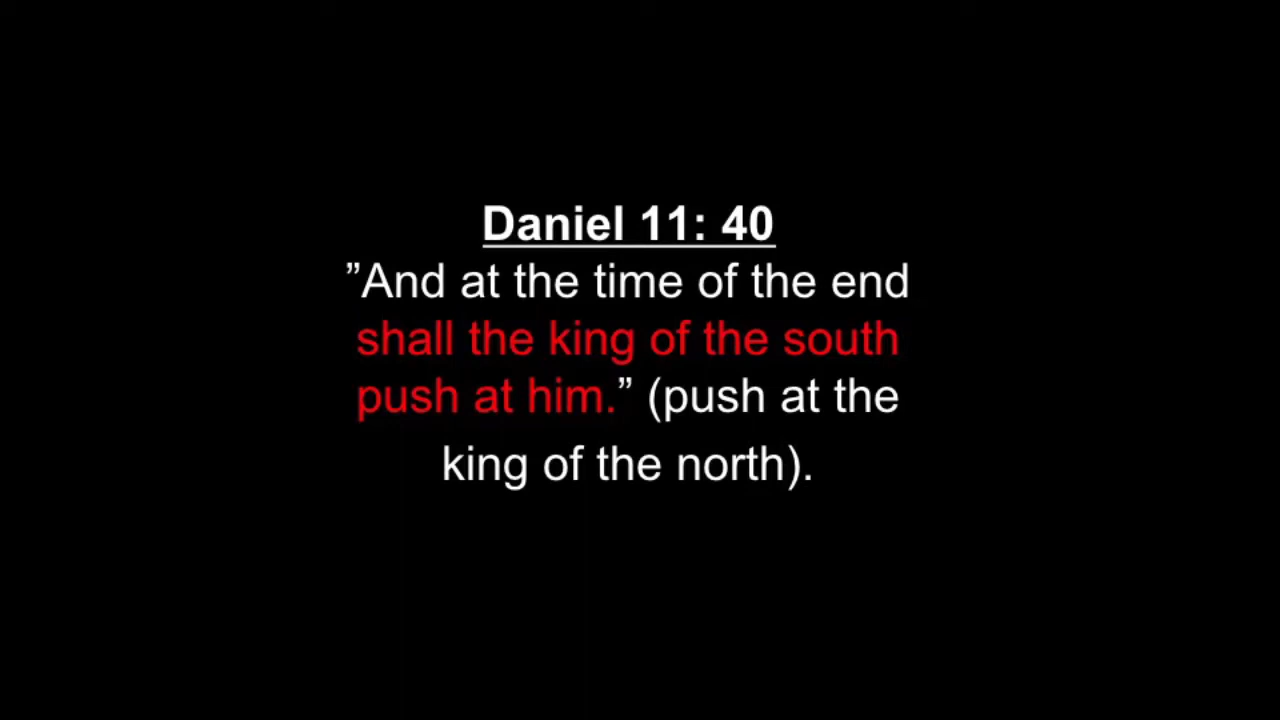 Daniel 11: 40
”And at the time of the end
shall the king of the south
push at him.” (push at the
king of the north).